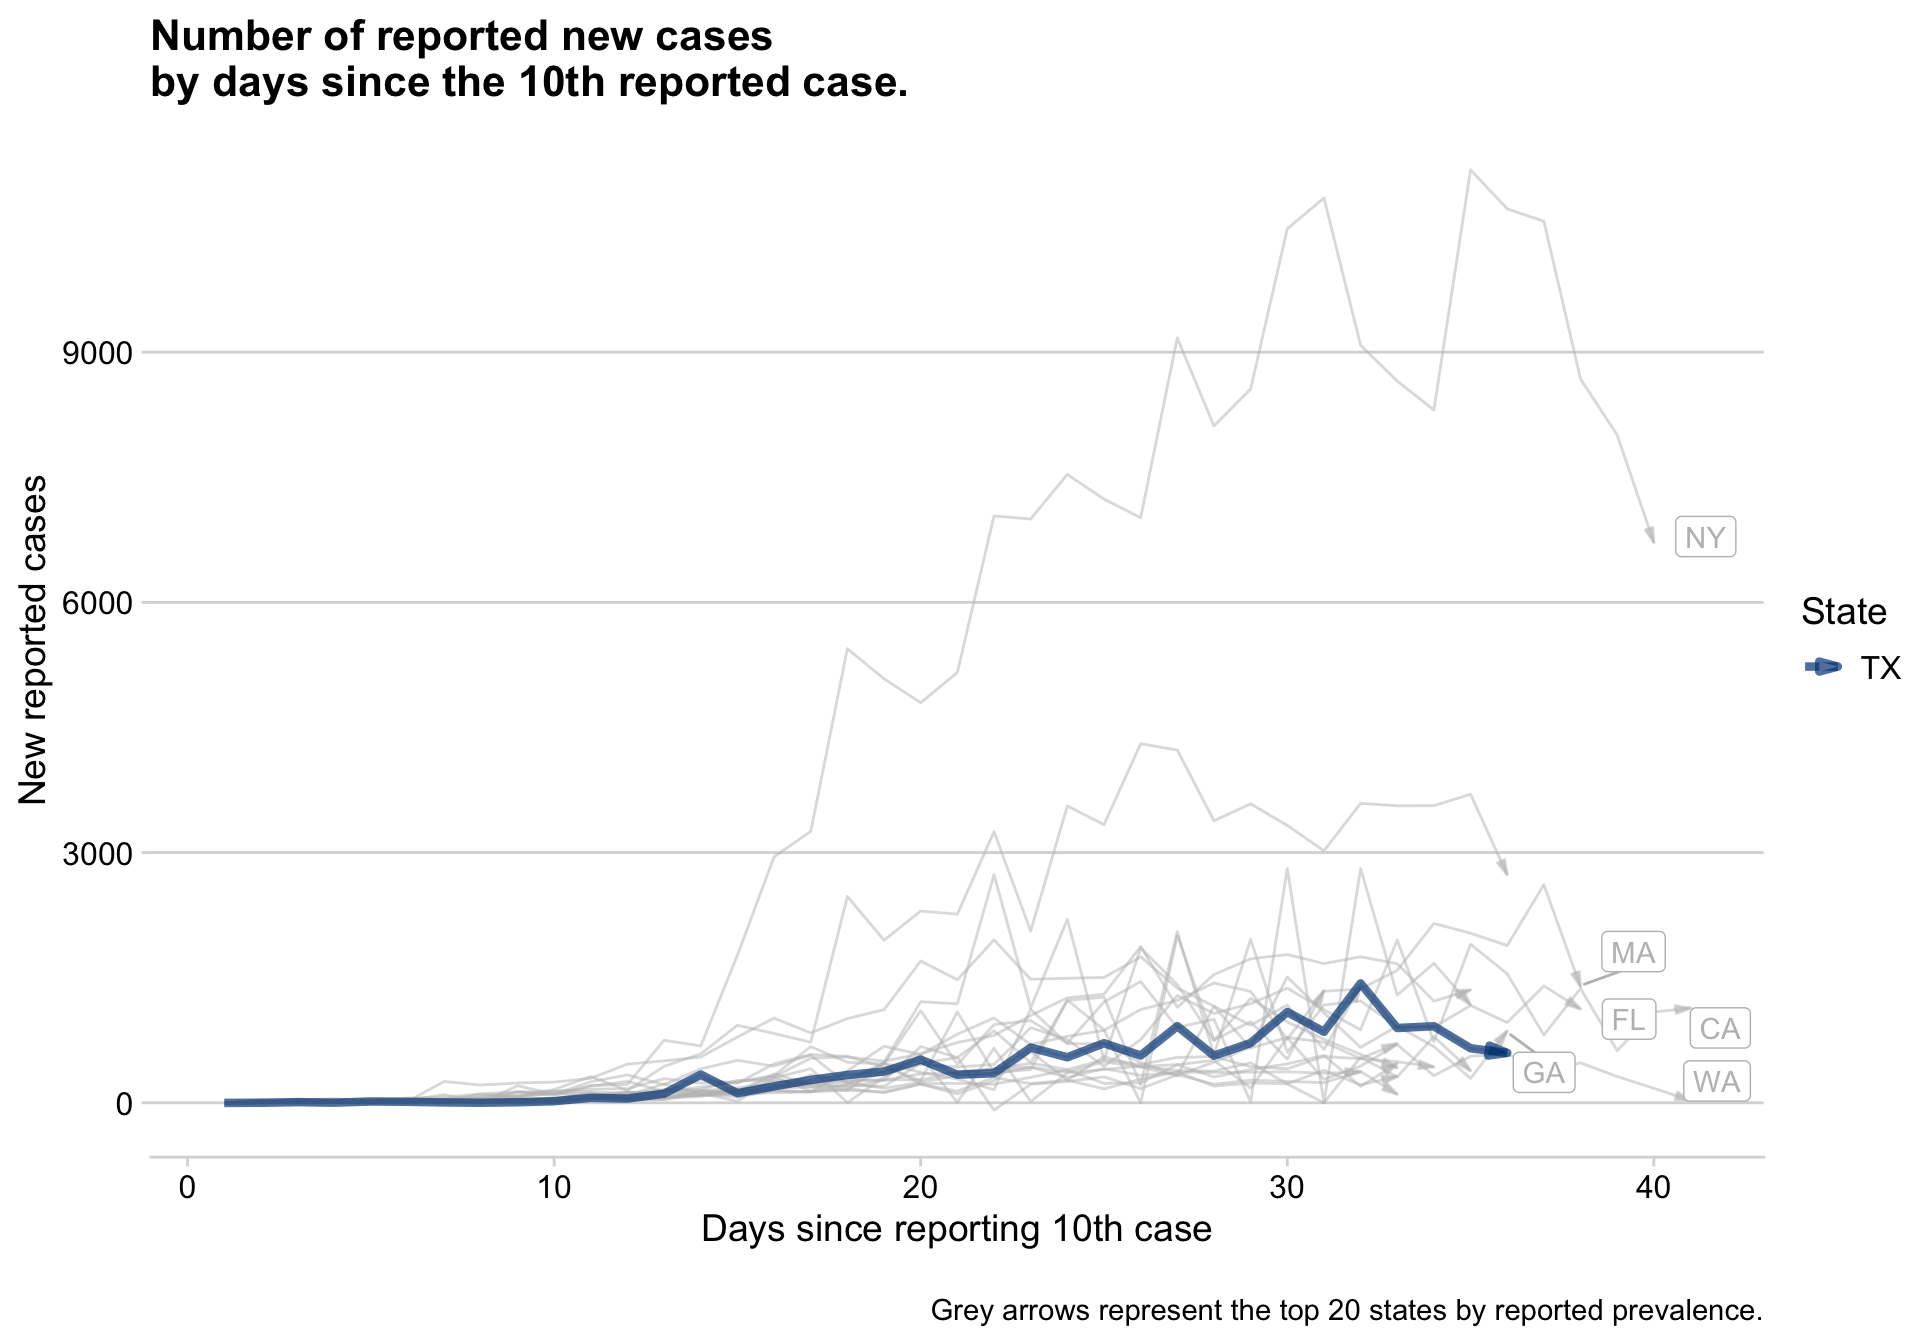 Number of reported new cases
by days since the 10th reported case.
New reported cases
9000
6000
3000
0
NY
MA
FL
CA
GA
WA
State
TX
0 10 20 30 40
Days since reporting 10th case
Grey arrows represent the top 20 states by reported prevalence.